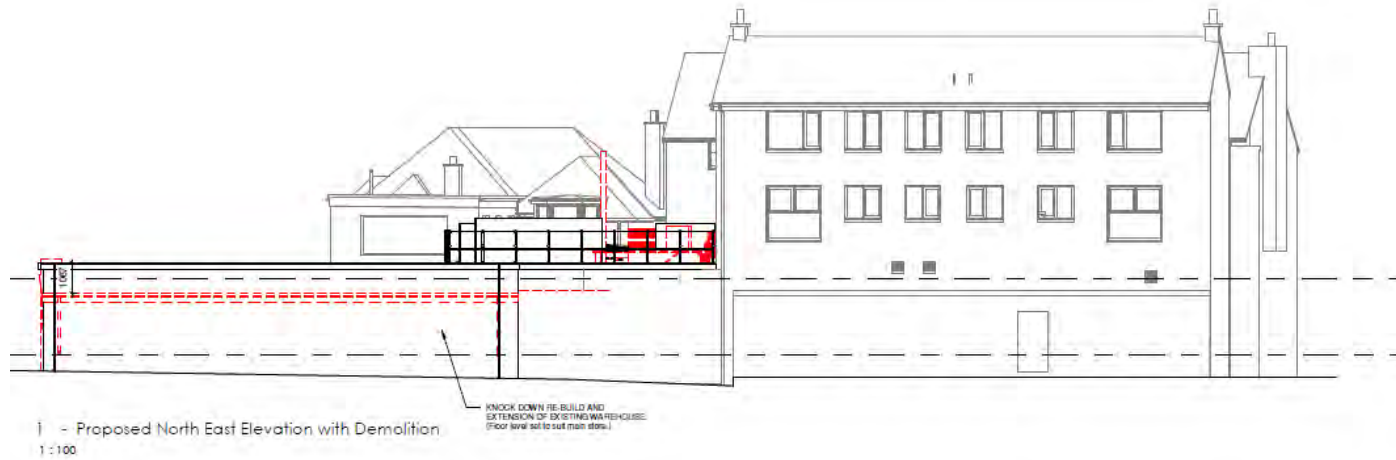 1067
KNOCK DOWN RE-BUILD AND
EXTENSION OF EXISTING WAREHOUSE.
(Floor level set to suit main store.)
i - Proposed North East Elevation with Demolition
1 : 100